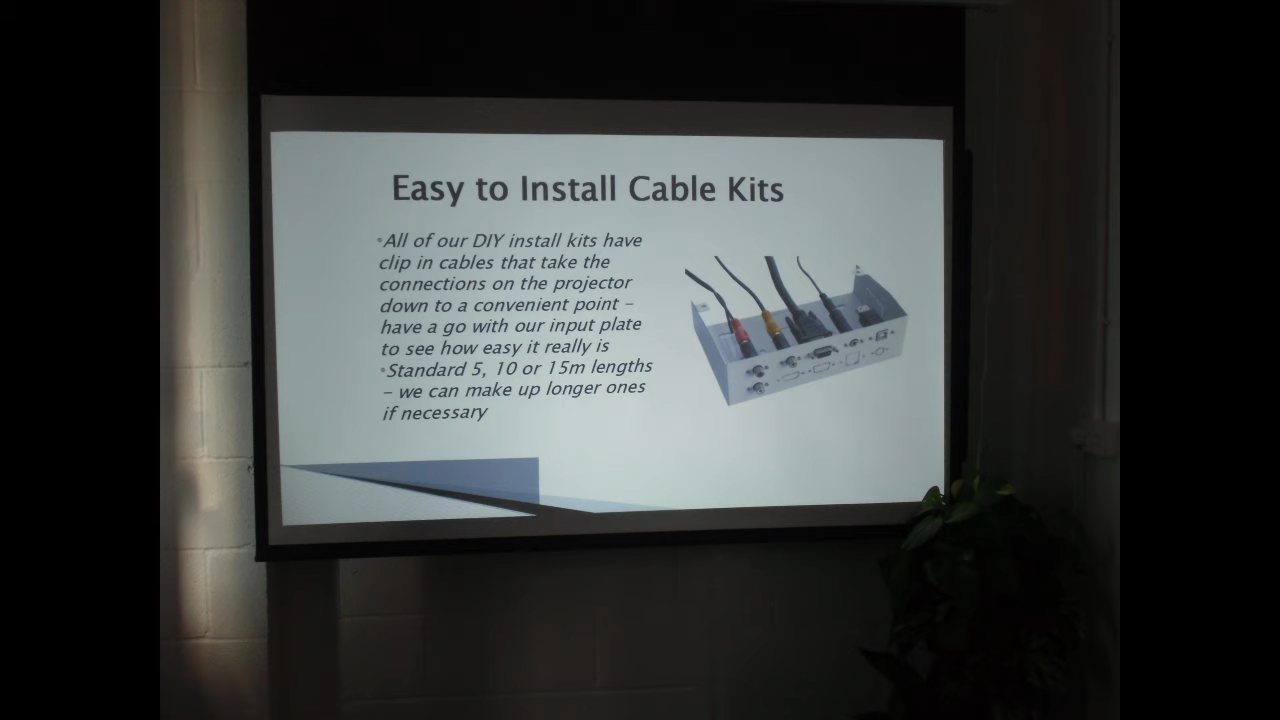 Easy to Install Cable Kits
•All of our DIY install kits have
clip in cables that take the
connections on the projector
down to a convenient point –
have a go with our input plate
to see how easy it really is
•Standard 5, 10 or 15m lengths
– we can make up longer ones
if necessary